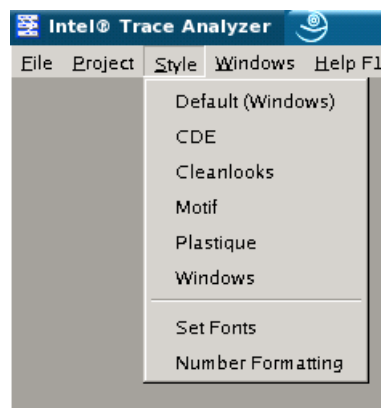 Intel® Trace Analyzer
File Project Style Windows Help F1
Default (Windows)
CDE
Cleanlooks
Motif
Plastique
Windows
Set Fonts
Number Formatting